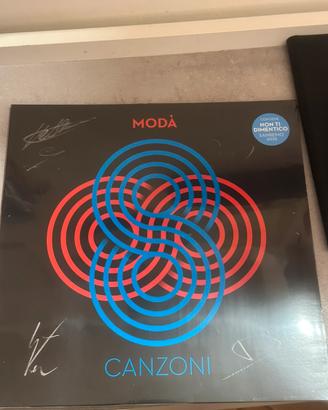 MODÀ
CONTIENE
NON TI
DIMENTICO
SANREMO
2025
CANZONI